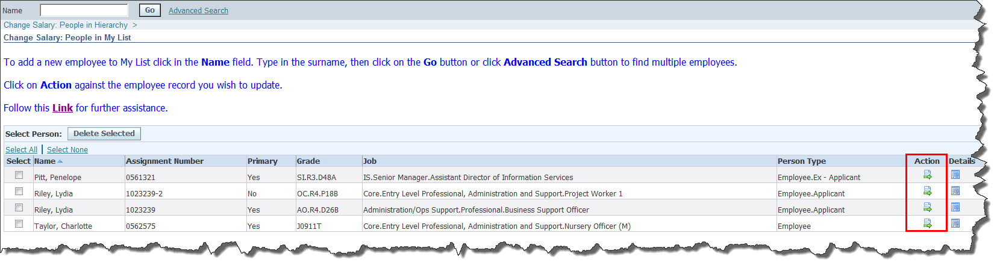 Name Go Advanced Search
Change Salary: People in Hierarchy >
Change Salary: People in My List
To add a new employee to My List click in the Name field. Type in the surname, then click on the Go button or click Advanced Search button to find multiple employees.
Click on Action against the employee record you wish to update.
Follow this Link for further assistance.
Select Person: Delete Selected
Select All | Select None
Select Name Assignment Number Primary Grade Job Person Type Action Details
Pitt, Penelope 0561321 Yes SI.R3.D48A IS.Senior Manager.Assistant Director of Information Services Employee.Ex - Applicant
Riley, Lydia 1023239-2 No OC.R4.P18B Core.Entry Level Professional, Administration and Support.Project Worker 1 Employee.Applicant
Riley, Lydia 1023239 Yes AO.R4.D26B Administration/Ops Support.Professional.Business Support Officer Employee.Applicant
Taylor, Charlotte 0562575 Yes J0911T Core.Entry Level Professional, Administration and Support.Nursery Officer (M) Employee